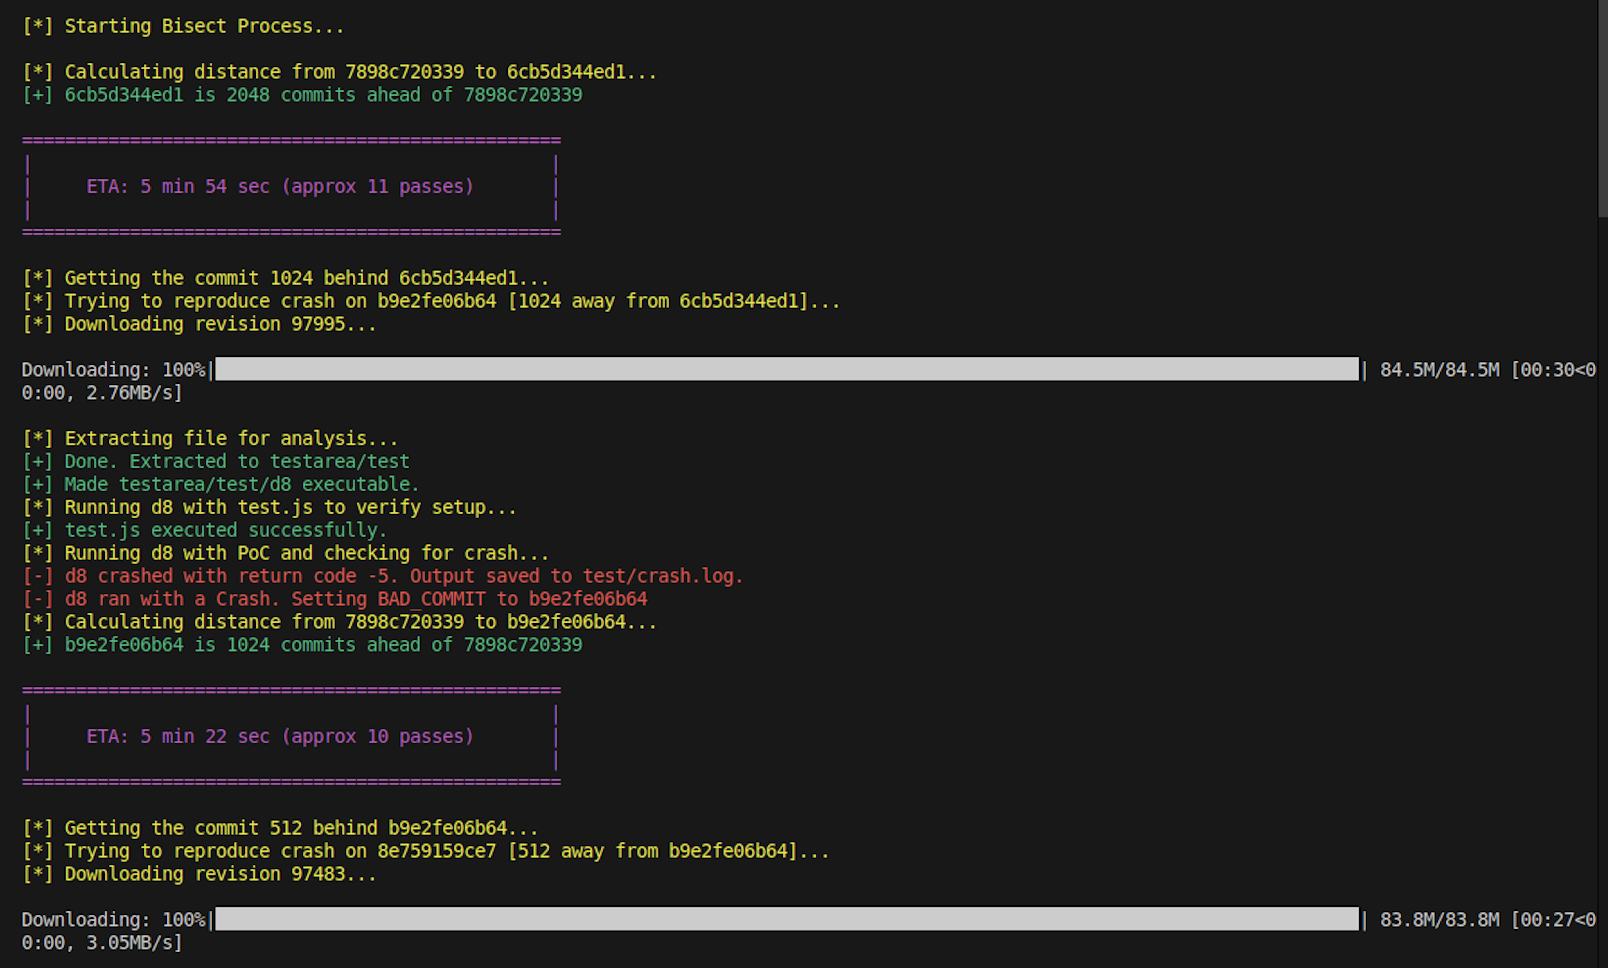 [*] Starting Bisect Process...
[*] Calculating distance from 7898c720339 to 6cb5d344ed1...
[+] 6cb5d344ed1 is 2048 commits ahead of 7898c720339
==================================================
| |
| ETA: 5 min 54 sec (approx 11 passes) |
| |
==================================================
[*] Getting the commit 1024 behind 6cb5d344ed1...
[*] Trying to reproduce crash on b9e2fe06b64 [1024 away from 6cb5d344ed1]...
[*] Downloading revision 97995...
Downloading: 100%| | 84.5M/84.5M [00:30<0
0:00, 2.76MB/s]
[*] Extracting file for analysis...
[+] Done. Extracted to testarea/test
[+] Made testarea/test/d8 executable.
[*] Running d8 with test.js to verify setup...
[+] test.js executed successfully.
[*] Running d8 with PoC and checking for crash...
[-] d8 crashed with return code -5. Output saved to test/crash.log.
[-] d8 ran with a Crash. Setting BAD_COMMIT to b9e2fe06b64
[*] Calculating distance from 7898c720339 to b9e2fe06b64...
[+] b9e2fe06b64 is 1024 commits ahead of 7898c720339
==================================================
| |
| ETA: 5 min 22 sec (approx 10 passes) |
| |
==================================================
[*] Getting the commit 512 behind b9e2fe06b64...
[*] Trying to reproduce crash on 8e759159ce7 [512 away from b9e2fe06b64]...
[*] Downloading revision 97483...
Downloading: 100%| | 83.8M/83.8M [00:27<0
0:00, 3.05MB/s]